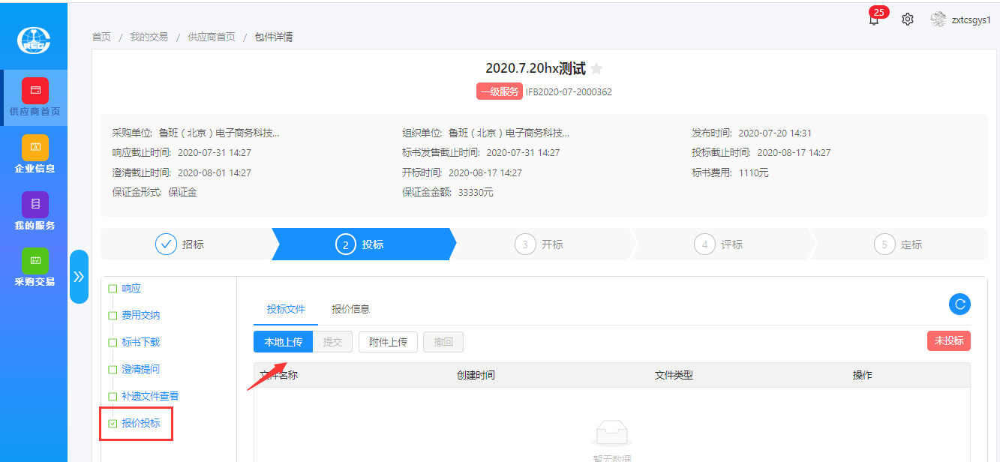 25
zxtcsgys1
CREG
首页 / 我的交易 / 供应商首页 / 包件详情
供应商首页
企业信息
我的服务
采购交易
2020.7.20hx测试
一级服务 IFB2020-07-2000362
采购单位: 鲁班（北京）电子商务科技... 组织单位: 鲁班（北京）电子商务科技... 发布时间: 2020-07-20 14:31
响应截止时间: 2020-07-31 14:27 标书发售截止时间: 2020-07-31 14:27 投标截止时间: 2020-08-17 14:27
澄清截止时间: 2020-08-01 14:27 开标时间: 2020-08-17 14:27 标书费用: 1110元
保证金形式: 保证金 保证金金额: 33330元
招标 2 投标 3 开标 4 评标 5 定标
响应
费用交纳
标书下载
澄清提问
补遗文件查看
报价投标
投标文件 报价信息
本地上传 提交 附件上传 撤回 未投标
文件名称 创建时间 文件类型 操作
暂无数据